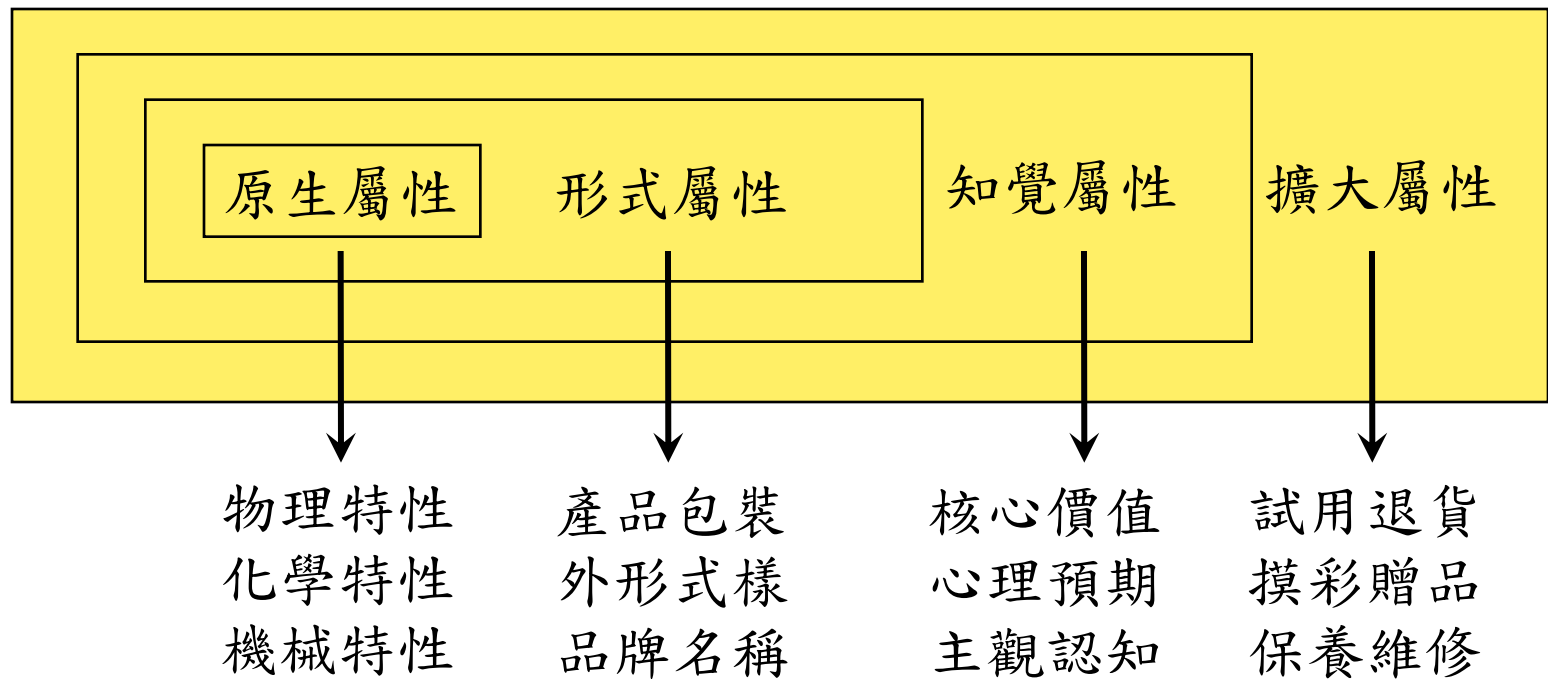 原生屬性 形式屬性 知覺屬性 擴大屬性
物理特性 產品包裝 核心價值 試用退貨
化學特性 外形式樣 心理預期 摸彩贈品
機械特性 品牌名稱 主觀認知 保養維修